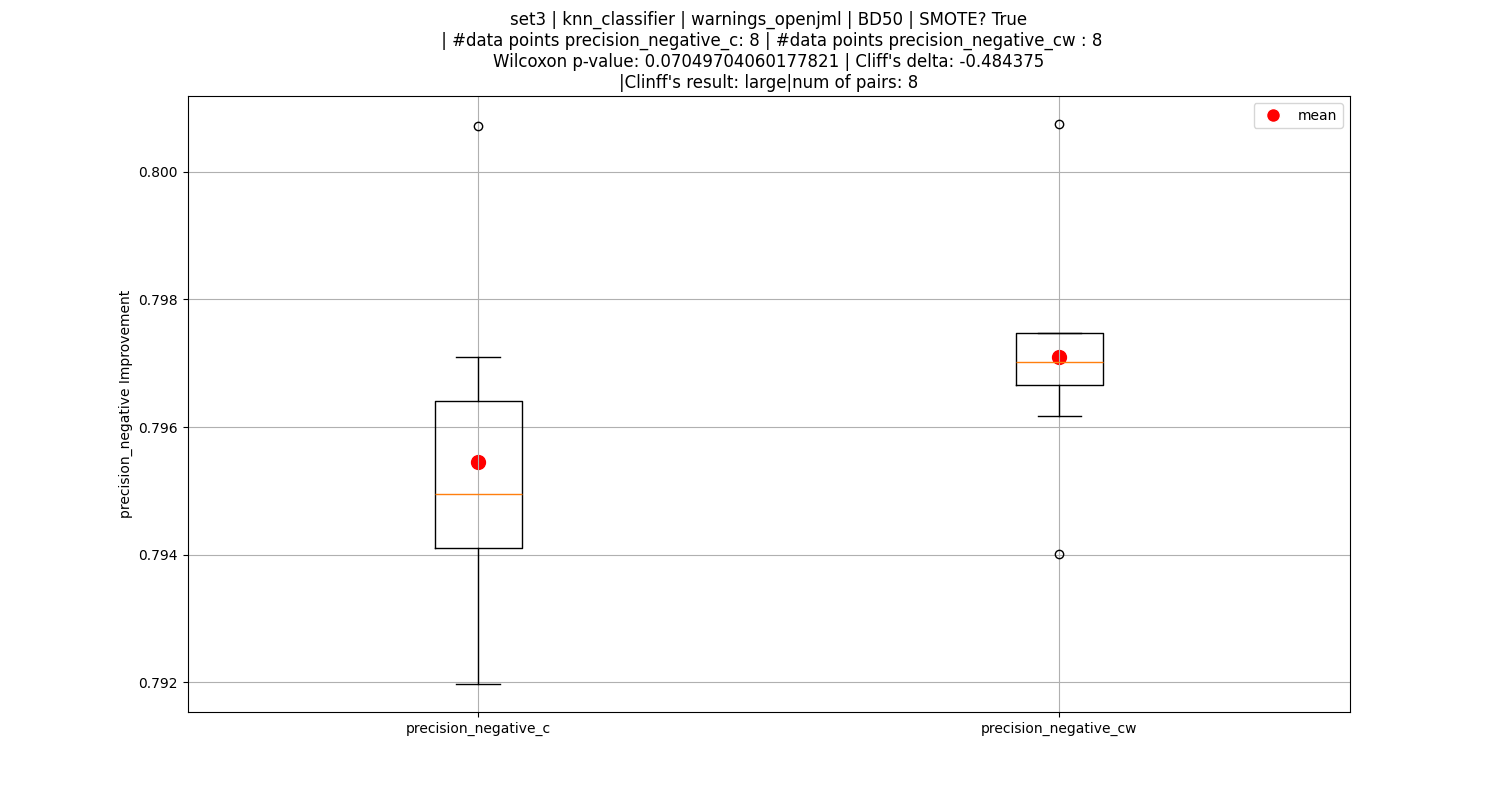 set3 | knn_classifier | warnings_openjml | BD50 | SMOTE? True
| #data points precision_negative_c: 8 | #data points precision_negative_cw : 8
Wilcoxon p-value: 0.07049704060177821 | Cliff's delta: -0.484375
|Clinff's result: large|num of pairs: 8
mean
0.800
0.798
0.796
0.794
0.792
precision_negative Improvement
precision_negative_c
precision_negative_cw